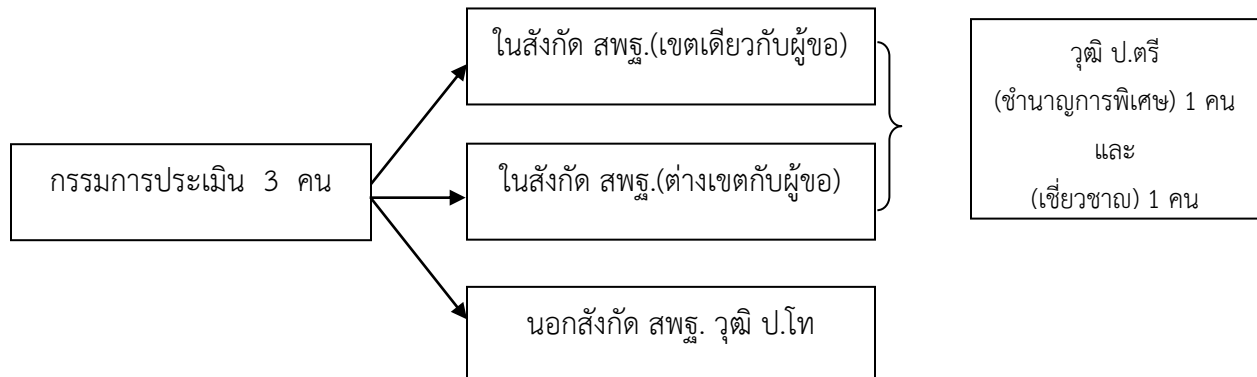 กรรมการประเมิน 3 คน
ในสังกัด สพฐ.(เขตเดียวกับผู้ขอ)
ในสังกัด สพฐ.(ต่างเขตกับผู้ขอ)
นอกสังกัด สพฐ. วุฒิ ป.โท
วุฒิ ป.ตรี
(ชำนาญการพิเศษ) 1 คน
และ
(เชี่ยวชาญ) 1 คน